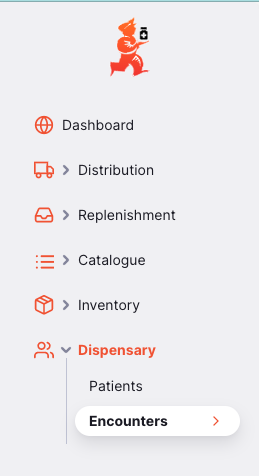 Dashboard
Distribution
Replenishment
Catalogue
Inventory
Dispensary
Patients
Encounters